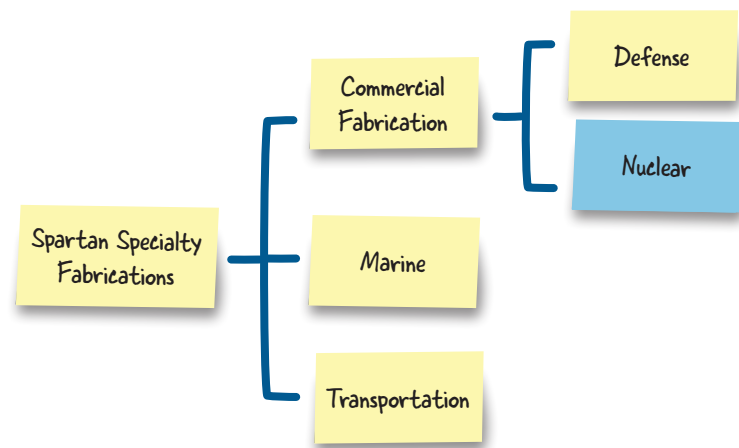 Spartan Specialty
Fabrications
Commercial
Fabrication
Marine
Transportation
Defense
Nuclear